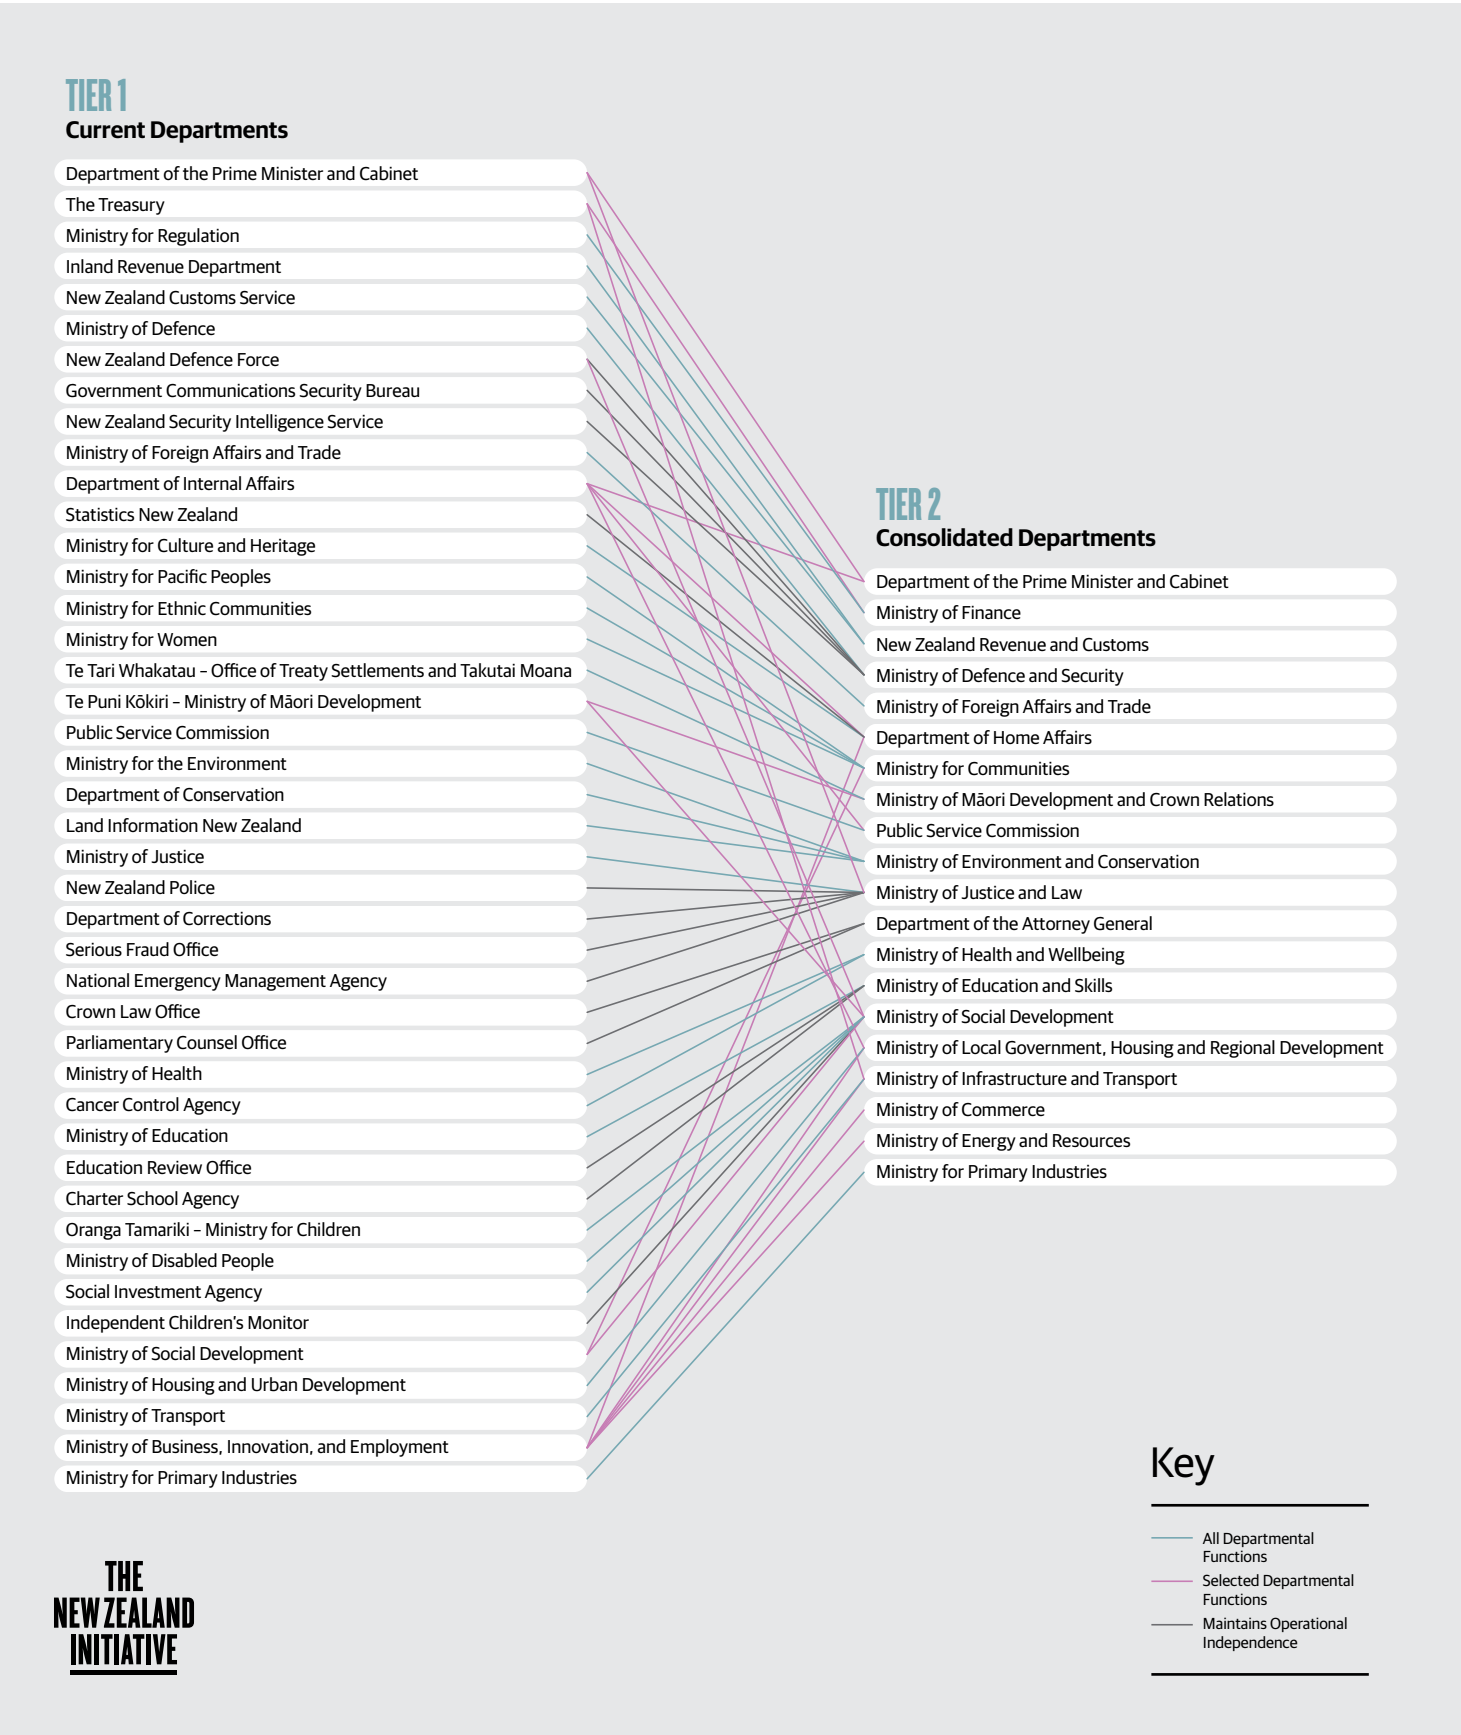 TIER 1
Current Departments
Department of the Prime Minister and Cabinet
The Treasury
Ministry for Regulation
Inland Revenue Department
New Zealand Customs Service
Ministry of Defence
New Zealand Defence Force
Government Communications Security Bureau
New Zealand Security Intelligence Service
Ministry of Foreign Affairs and Trade
Department of Internal Affairs
Statistics New Zealand
Ministry for Culture and Heritage
Ministry for Pacific Peoples
Ministry for Ethnic Communities
Ministry for Women
Te Tari Whakatau – Office of Treaty Settlements and Takutai Moana
Te Puni Kōkiri – Ministry of Māori Development
Public Service Commission
Ministry for the Environment
Department of Conservation
Land Information New Zealand
Ministry of Justice
New Zealand Police
Department of Corrections
Serious Fraud Office
National Emergency Management Agency
Crown Law Office
Parliamentary Counsel Office
Ministry of Health
Cancer Control Agency
Ministry of Education
Education Review Office
Charter School Agency
Oranga Tamariki – Ministry for Children
Ministry of Disabled People
Social Investment Agency
Independent Children's Monitor
Ministry of Social Development
Ministry of Housing and Urban Development
Ministry of Transport
Ministry of Business, Innovation, and Employment
Ministry for Primary Industries
TIER 2
Consolidated Departments
Department of the Prime Minister and Cabinet
Ministry of Finance
New Zealand Revenue and Customs
Ministry of Defence and Security
Ministry of Foreign Affairs and Trade
Department of Home Affairs
Ministry for Communities
Ministry of Māori Development and Crown Relations
Public Service Commission
Ministry of Environment and Conservation
Ministry of Justice and Law
Department of the Attorney General
Ministry of Health and Wellbeing
Ministry of Education and Skills
Ministry of Social Development
Ministry of Local Government, Housing and Regional Development
Ministry of Infrastructure and Transport
Ministry of Commerce
Ministry of Energy and Resources
Ministry for Primary Industries
Key
All Departmental
Functions
Selected Departmental
Functions
Maintains Operational
Independence
THE
NEW ZEALAND
INITIATIVE